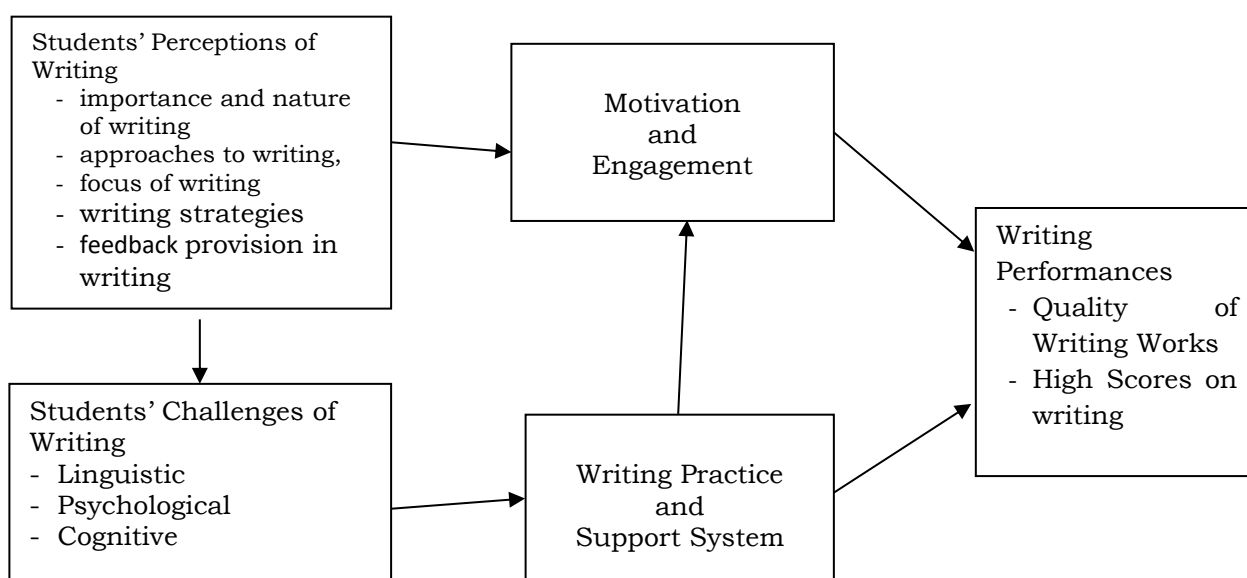 Students’ Perceptions of
Writing
- importance and nature
of writing
- approaches to writing,
- focus of writing
- writing strategies
- feedback provision in
writing
Motivation
and
Engagement
Writing
Performances
- Quality of
Writing Works
- High Scores on
writing
Students’ Challenges of
Writing
- Linguistic
- Psychological
- Cognitive
Writing Practice
and
Support System